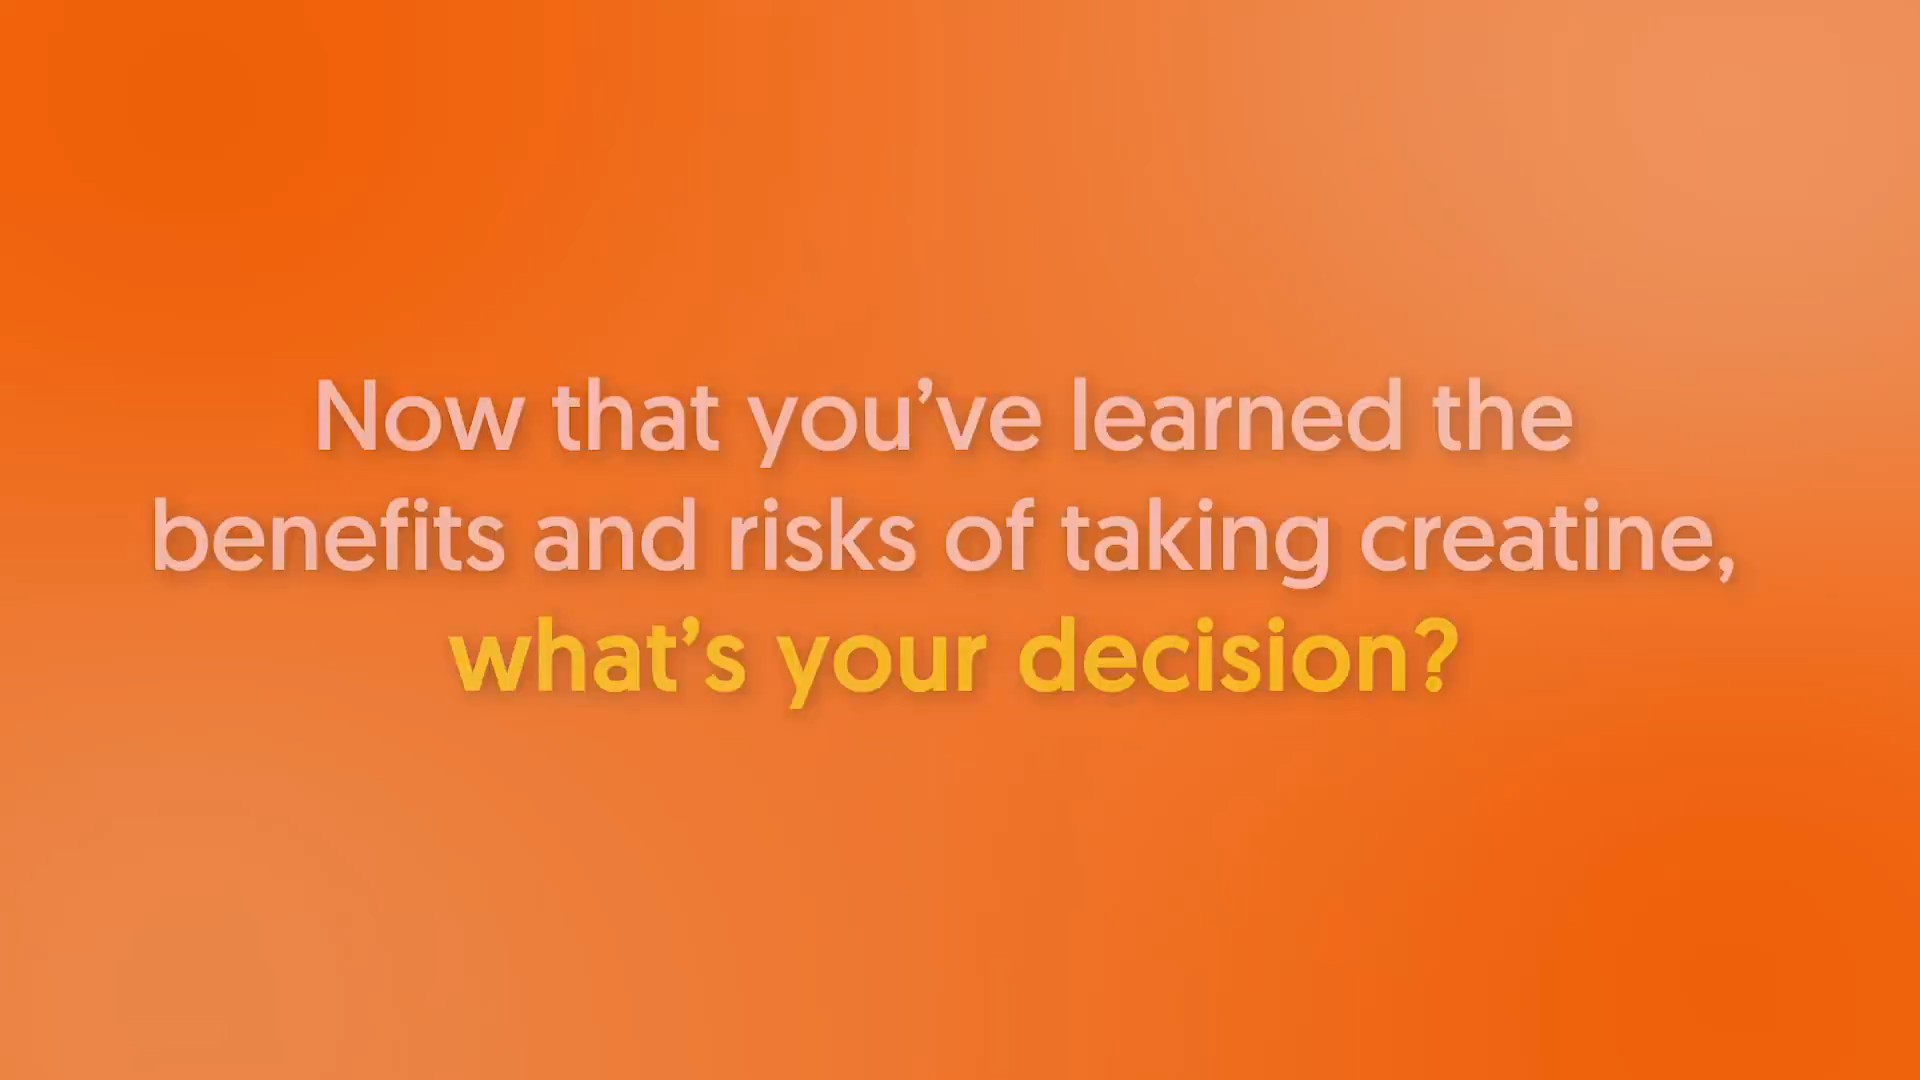 Now that you’ve learned the
benefits and risks of taking creatine,
what’s your decision?